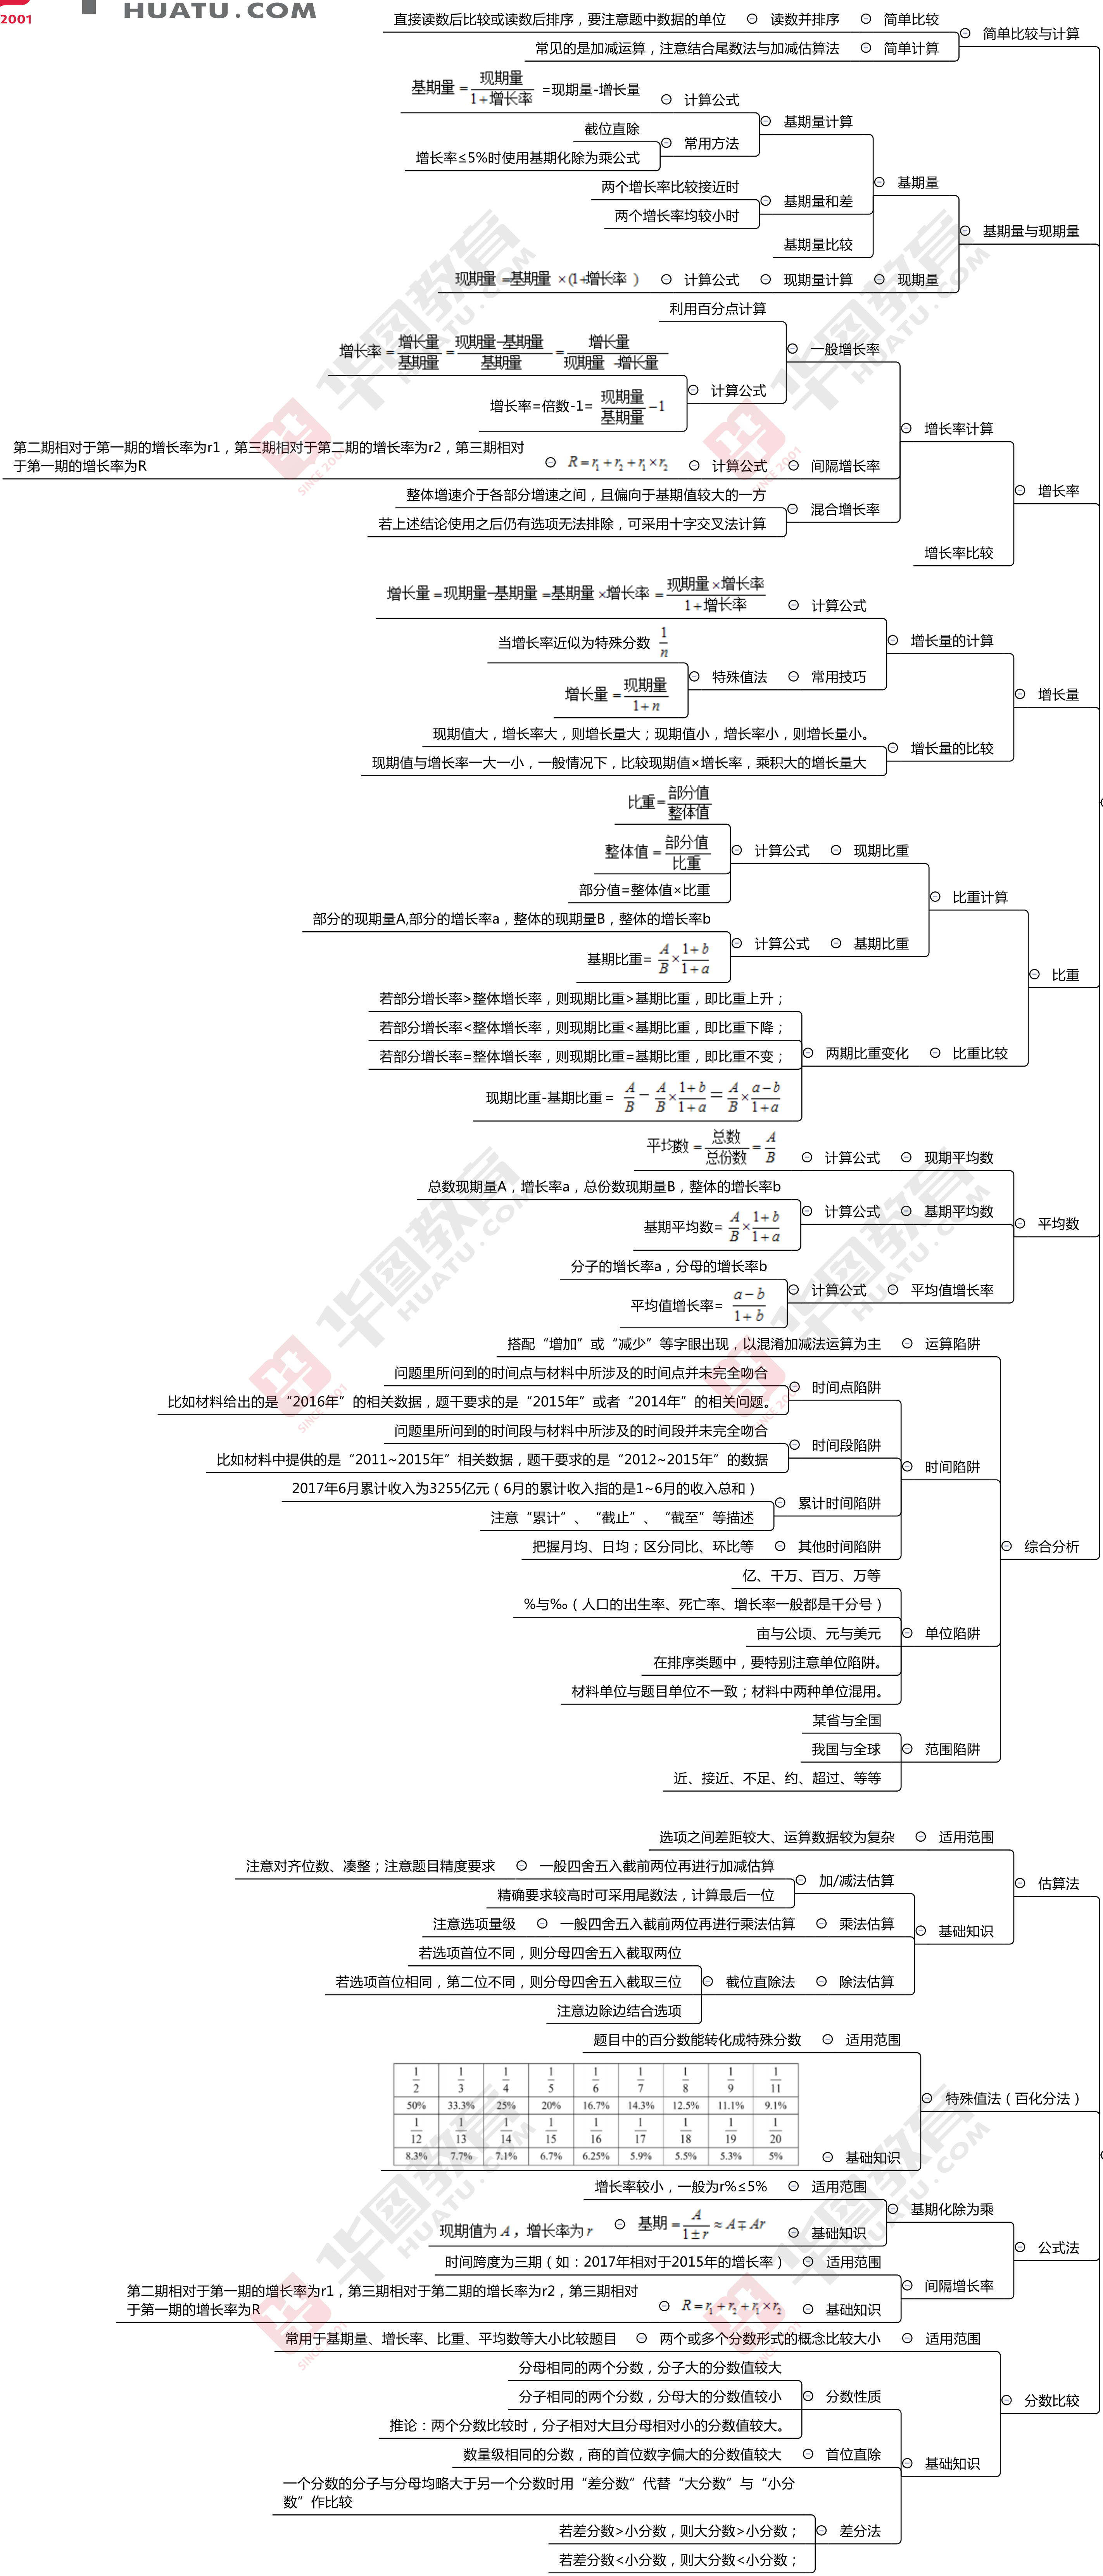 2001
HUATU.COM
直接读数后比较或读数后排序，要注意题中数据的单位 读数并排序 简单比较
简单比较与计算
常见的是加减运算，注意结合尾数法与加减估算法 简单计算
基期量=现期量/(1+增长率) =现期量-增长量
计算公式
基期量计算
截位直除
常用方法
增长率≤5%时使用基期化除为乘公式
基期量
两个增长率比较接近时
基期量和差
两个增长率均较小时
基期量与现期量
基期量比较
现期量=基期量×(1+增长率) 计算公式 现期量计算 现期量
利用百分点计算
一般增长率
增长率=增长量/基期量=(现期量-基期量)/基期量=增长量/(现期量-增长量)
计算公式
增长率=倍数-1=现期量/基期量-1
增长率计算
第二期相对于第一期的增长率为r1，第三期相对于第二期的增长率为r2，第三期相对
于第一期的增长率为R
R=r₁+r₂+r₁×r₂ 计算公式 间隔增长率
增长率
整体增速介于各部分增速之间，且偏向于基期值较大的一方
混合增长率
若上述结论使用之后仍有选项无法排除，可采用十字交叉法计算
增长率比较
增长量=现期量-基期量=基期量×增长率=(现期量×增长率)/(1+增长率)
计算公式
当增长率近似为特殊分数 1/n
增长量的计算
特殊值法 常用技巧
增长量=现期量/(1+n)
增长量
现期值大，增长率大，则增长量大；现期值小，增长率小，则增长量小。
增长量的比较
现期值与增长率一大一小，一般情况下，比较现期值×增长率，乘积大的增长量大
比重=部分值/整体值
整体值=部分值/比重
计算公式 现期比重
部分值=整体值×比重
比重计算
部分的现期量A,部分的增长率a，整体的现期量B，整体的增长率b
计算公式 基期比重
基期比重= A/B×(1+b)/(1+a)
比重
若部分增长率>整体增长率，则现期比重>基期比重，即比重上升；
若部分增长率<整体增长率，则现期比重<基期比重，即比重下降；
两期比重变化 比重比较
若部分增长率=整体增长率，则现期比重=基期比重，即比重不变；
现期比重-基期比重= A/B-A/B×(1+b)/(1+a)=A/B×(a-b)/(1+a)
平均数=总数/总份数=A/B 计算公式 现期平均数
总数现期量A，增长率a，总份数现期量B，整体的增长率b
计算公式 基期平均数
平均数
基期平均数= A/B×(1+b)/(1+a)
分子的增长率a，分母的增长率b
计算公式 平均值增长率
平均值增长率= (a-b)/(1+b)
搭配“增加”或“减少”等字眼出现，以混淆加减法运算为主 运算陷阱
问题里所问到的时间点与材料中所涉及的时间点并未完全吻合
时间点陷阱
比如材料给出的是“2016年”的相关数据，题干要求的是“2015年”或者“2014年”的相关问题。
问题里所问到的时间段与材料中所涉及的时间段并未完全吻合
时间段陷阱
比如材料中提供的是“2011~2015年”相关数据，题干要求的是“2012~2015年”的数据
时间陷阱
2017年6月累计收入为3255亿元（6月的累计收入指的是1~6月的收入总和）
累计时间陷阱
注意“累计”、“截止”、“截至”等描述
把握月均、日均；区分同比、环比等 其他时间陷阱
综合分析
亿、千万、百万、万等
%与‰（人口的出生率、死亡率、增长率一般都是千分号）
亩与公顷、元与美元
单位陷阱
在排序类题中，要特别注意单位陷阱。
材料单位与题目单位不一致；材料中两种单位混用。
某省与全国
我国与全球
范围陷阱
近、接近、不足、约、超过、等等
选项之间差距较大、运算数据较为复杂 适用范围
注意对齐位数、凑整；注意题目精度要求 一般四舍五入截前两位再进行加减估算
加/减法估算
估算法
精确要求较高时可采用尾数法，计算最后一位
注意选项量级 一般四舍五入截前两位再进行乘法估算 乘法估算
基础知识
若选项首位不同，则分母四舍五入截取两位
若选项首位相同，第二位不同，则分母四舍五入截取三位 截位直除法 除法估算
注意边除边结合选项
题目中的百分数能转化成特殊分数 适用范围
1/2 1/3 1/4 1/5 1/6 1/7 1/8 1/9 1/11
特殊值法（百化分法）
50% 33.3% 25% 20% 16.7% 14.3% 12.5% 11.1% 9.1%
1/12 1/13 1/14 1/15 1/16 1/17 1/18 1/19 1/20
8.3% 7.7% 7.1% 6.7% 6.25% 5.9% 5.5% 5.3% 5%
基础知识
增长率较小，一般为r%≤5% 适用范围
基期化除为乘
现期值为A，增长率为r 基期=A/(1±r)≈A∓Ar 基础知识
公式法
时间跨度为三期（如：2017年相对于2015年的增长率） 适用范围
间隔增长率
第二期相对于第一期的增长率为r1，第三期相对于第二期的增长率为r2，第三期相对
于第一期的增长率为R
R=r₁+r₂+r₁×r₂ 基础知识
常用于基期量、增长率、比重、平均数等大小比较题目 两个或多个分数形式的概念比较大小 适用范围
分母相同的两个分数，分子大的分数值较大
分子相同的两个分数，分母大的分数值较小 分数性质
分数比较
推论：两个分数比较时，分子相对大且分母相对小的分数值较大。
数量级相同的分数，商的首位数字偏大的分数值较大 首位直除
基础知识
一个分数的分子与分母均略大于另一个分数时用“差分数”代替“大分数”与“小分
数”作比较
若差分数>小分数，则大分数>小分数；
差分法
若差分数<小分数，则大分数<小分数；
华图教育
HUATU.COM
SINCE 2001
华图教育
HUATU.COM
SINCE 2001
华图教育
HUATU.COM
SINCE 2001
华图教育
HUATU.COM
SINCE 2001
华图教育
HUATU.COM
SINCE 2001
华图教育
HUATU.COM
SINCE 2001